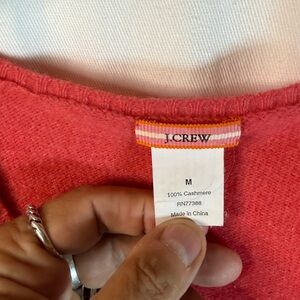 J.CREW
M
100% Cashmere
RN77388
Made in China